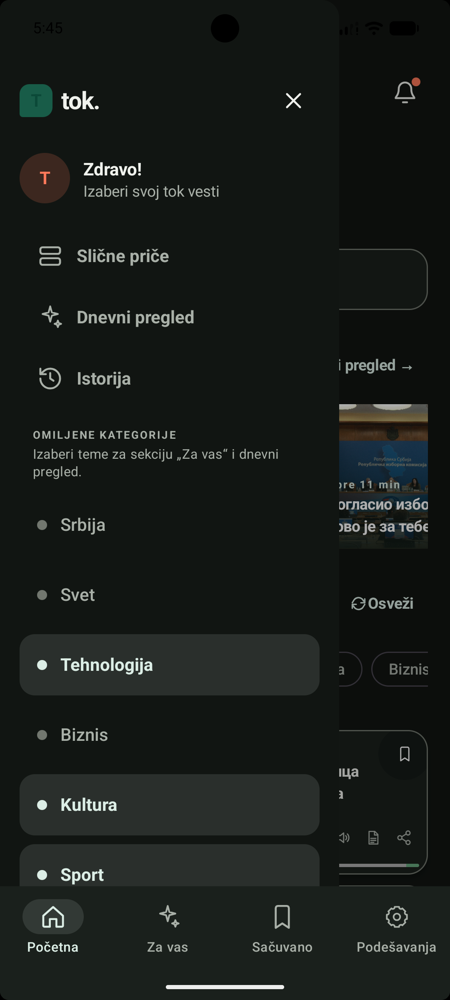 5:45
T
tok.
T
Zdravo!
Izaberi svoj tok vesti
Slične priče
Dnevni pregled
Istorija
i pregled →
OMILJENE KATEGORIJE
Izaberi teme za sekciju „Za vas“ i dnevni
pregled.
Република Србија
Републичка изборна комисија
pre 11 min
огласио избо
ово је за тебе
Srbija
Svet
Osveži
Tehnologija
a
Biznis
Biznis
ица
а
Kultura
Sport
Početna
Za vas
Sačuvano
Podešavanja